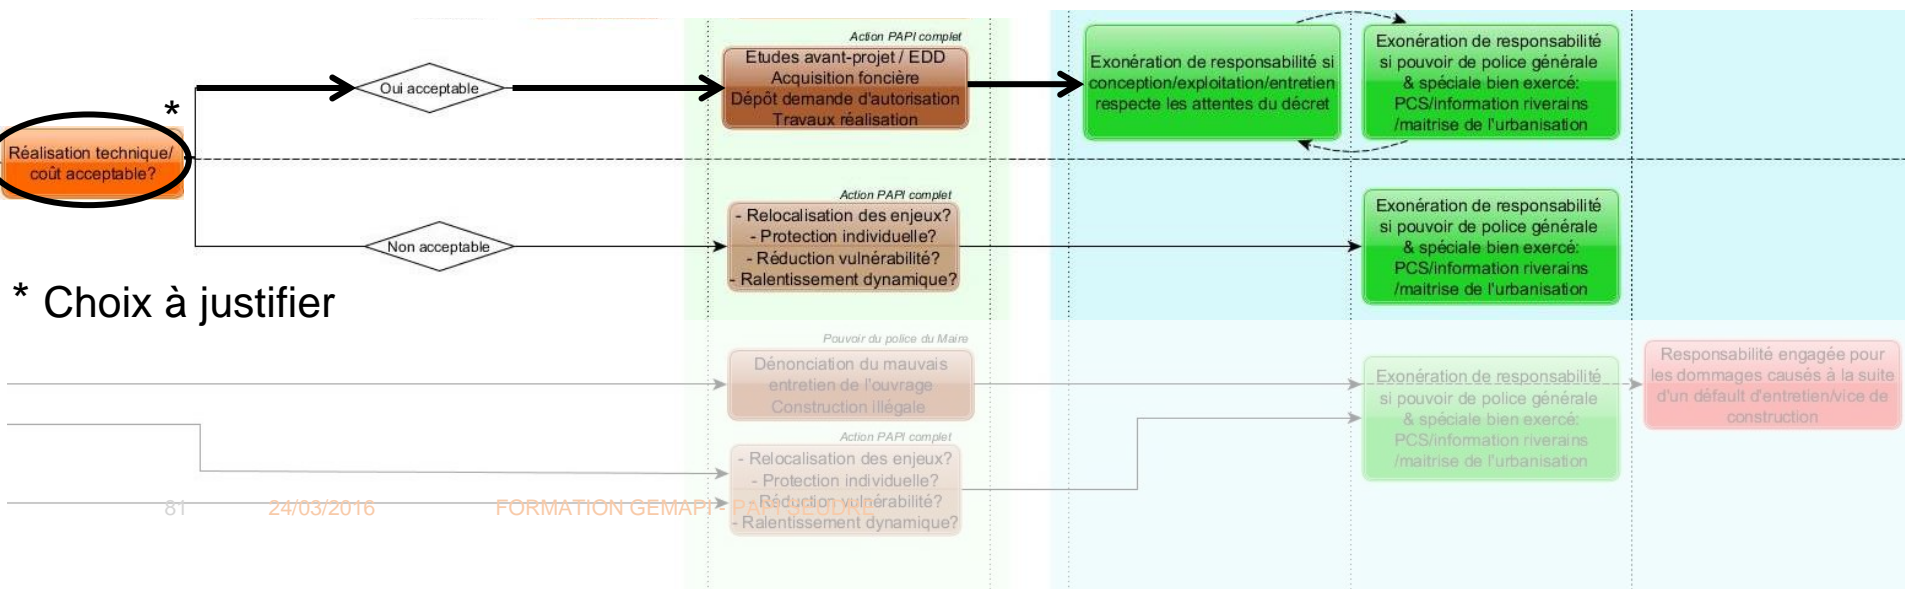 Action PAPI complet
Etudes avant-projet / EDD
Acquisition foncière
Dépôt demande d'autorisation
Travaux réalisation
Exonération de responsabilité si
conception/exploitation/entretien
respecte les attentes du décret
Exonération de responsabilité
si pouvoir de police générale
& spéciale bien exercé:
PCS/information riverains
/maitrise de l'urbanisation
Oui acceptable
*
Réalisation technique/
coût acceptable?
Action PAPI complet
- Relocalisation des enjeux?
- Protection individuelle?
- Réduction vulnérabilité?
- Ralentissement dynamique?
Exonération de responsabilité
si pouvoir de police générale
& spéciale bien exercé:
PCS/information riverains
/maitrise de l'urbanisation
Non acceptable
* Choix à justifier
Pouvoir du police du Maire
Dénonciation du mauvais
entretien de l'ouvrage
Construction illégale
Exonération de responsabilité
si pouvoir de police générale
& spéciale bien exercé:
PCS/information riverains
/maitrise de l'urbanisation
Responsabilité engagée pour
les dommages causés à la suite
d'un défault d'entretien/vice de
construction
Action PAPI complet
- Relocalisation des enjeux?
- Protection individuelle?
- Réduction vulnérabilité?
- Ralentissement dynamique?
81 24/03/2016 FORMATION GEMAPI - PAPI SEUDRE